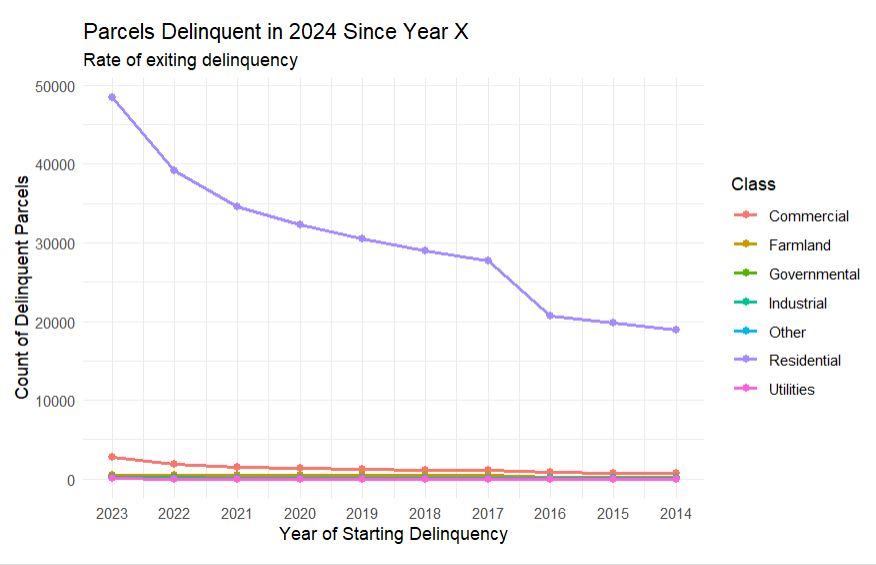 Parcels Delinquent in 2024 Since Year X
Rate of exiting delinquency
Count of Delinquent Parcels
50000
40000
30000
20000
10000
0
2023 2022 2021 2020 2019 2018 2017 2016 2015 2014
Year of Starting Delinquency
Class
Commercial
Farmland
Governmental
Industrial
Other
Residential
Utilities